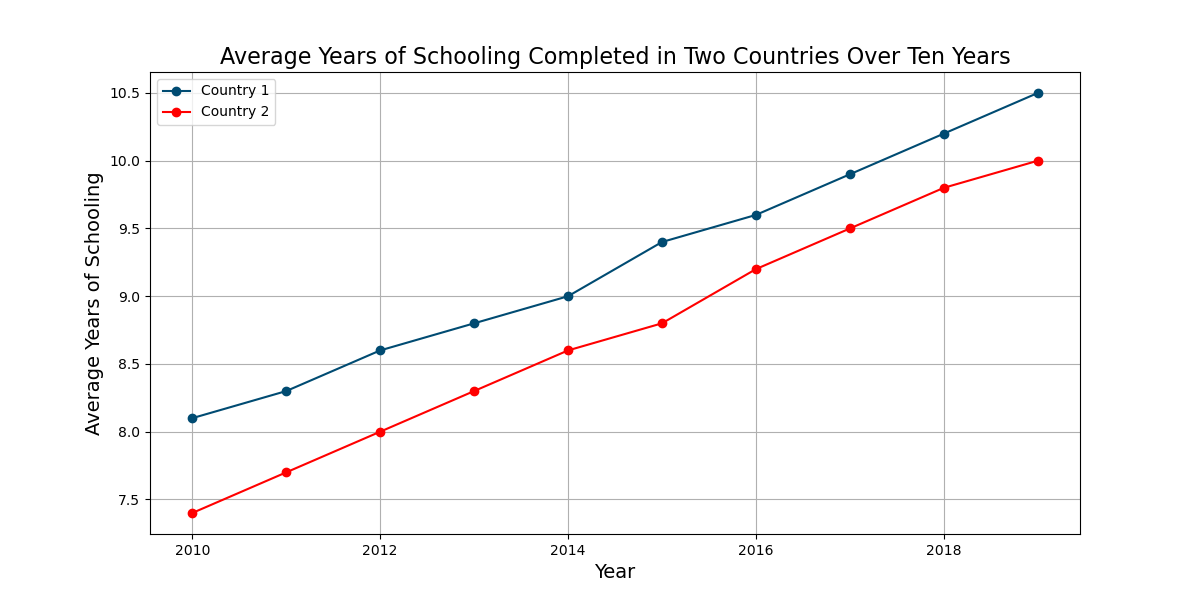 Average Years of Schooling Completed in Two Countries Over Ten Years
Country 1
Country 2
Average Years of Schooling
10.5
10.0
9.5
9.0
8.5
8.0
7.5
2010
2012
2014
2016
2018
Year